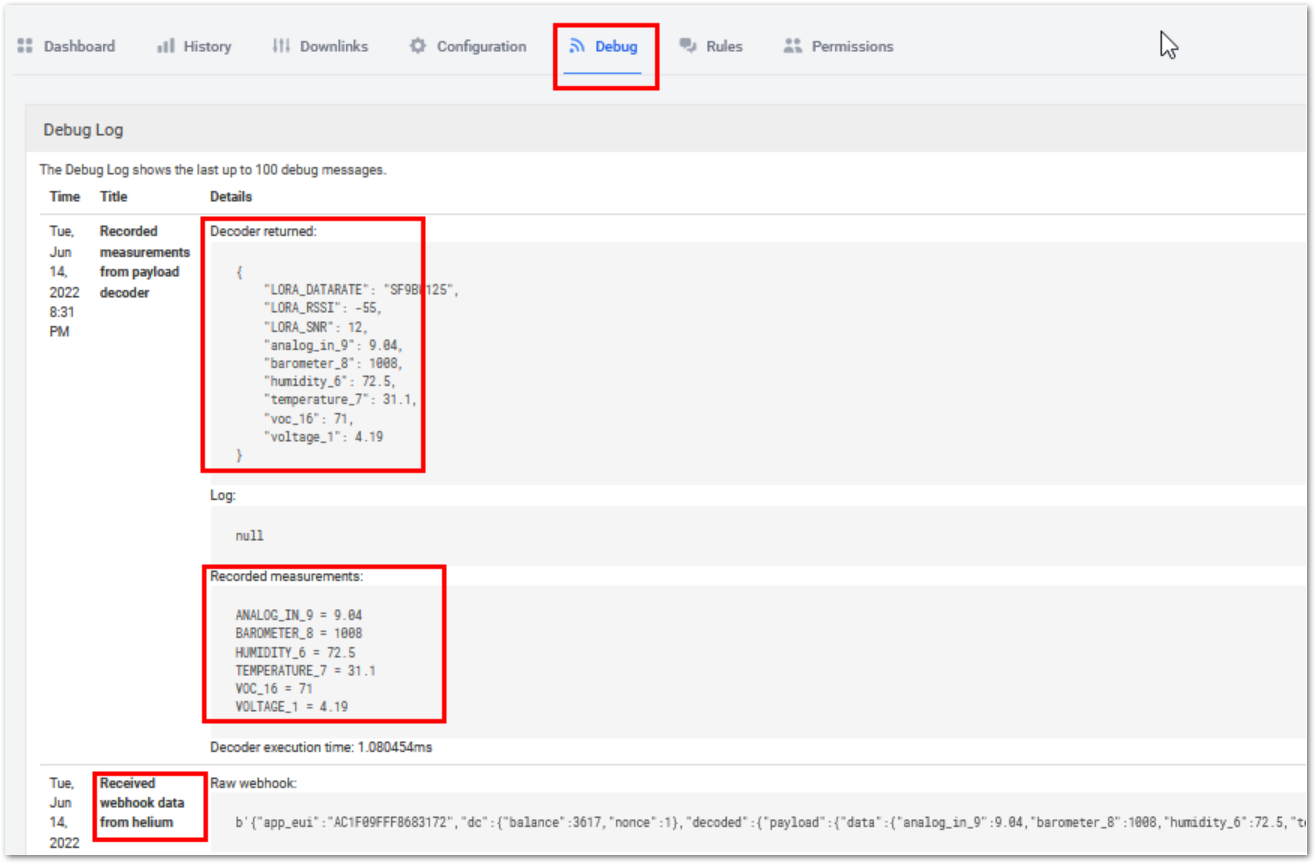 Dashboard History Downlinks Configuration Debug Rules Permissions
Debug Log
The Debug Log shows the last up to 100 debug messages.
Time Title Details
Tue, Jun 14, 2022 8:31 PM
Recorded measurements from payload decoder
Decoder returned:
{
"LORA_DATARATE": "SF9BW125",
"LORA_RSSI": -55,
"LORA_SNR": 12,
"analog_in_9": 9.04,
"barometer_8": 1008,
"humidity_6": 72.5,
"temperature_7": 31.1,
"voc_16": 71,
"voltage_1": 4.19
}
Log:
null
Recorded measurements:
ANALOG_IN_9 = 9.04
BAROMETER_8 = 1008
HUMIDITY_6 = 72.5
TEMPERATURE_7 = 31.1
VOC_16 = 71
VOLTAGE_1 = 4.19
Decoder execution time: 1.080454ms
Tue, Jun 14, 2022
Received webhook data from helium
Raw webhook:
b'{"app_eui":"AC1F09FFF8683172","dc":{"balance":3617,"nonce":1},"decoded":{"payload":{"data":{"analog_in_9":9.04,"barometer_8":1008,"humidity_6":72.5,